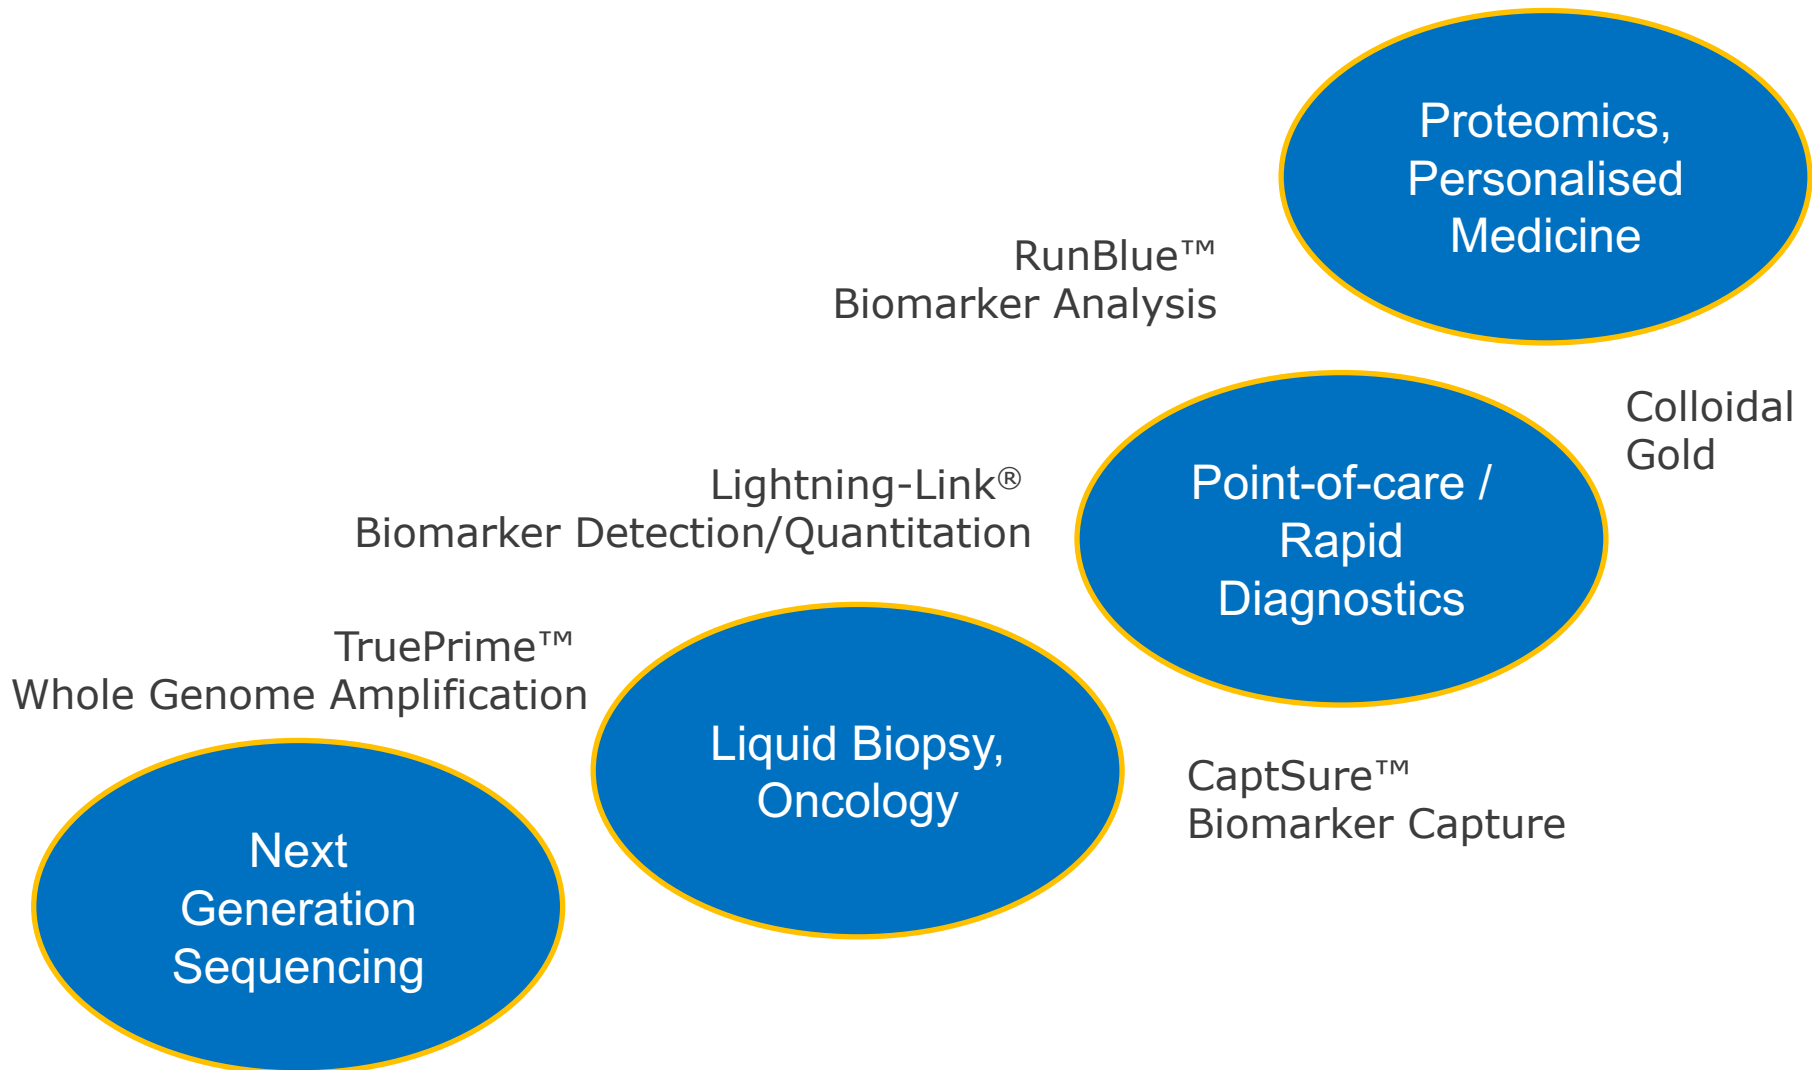 Proteomics,
Personalised
Medicine
RunBlue™
Biomarker Analysis
Colloidal
Gold
Point-of-care /
Rapid
Diagnostics
Lightning-Link®
Biomarker Detection/Quantitation
TruePrime™
Whole Genome Amplification
Liquid Biopsy,
Oncology
CaptSure™
Biomarker Capture
Next
Generation
Sequencing